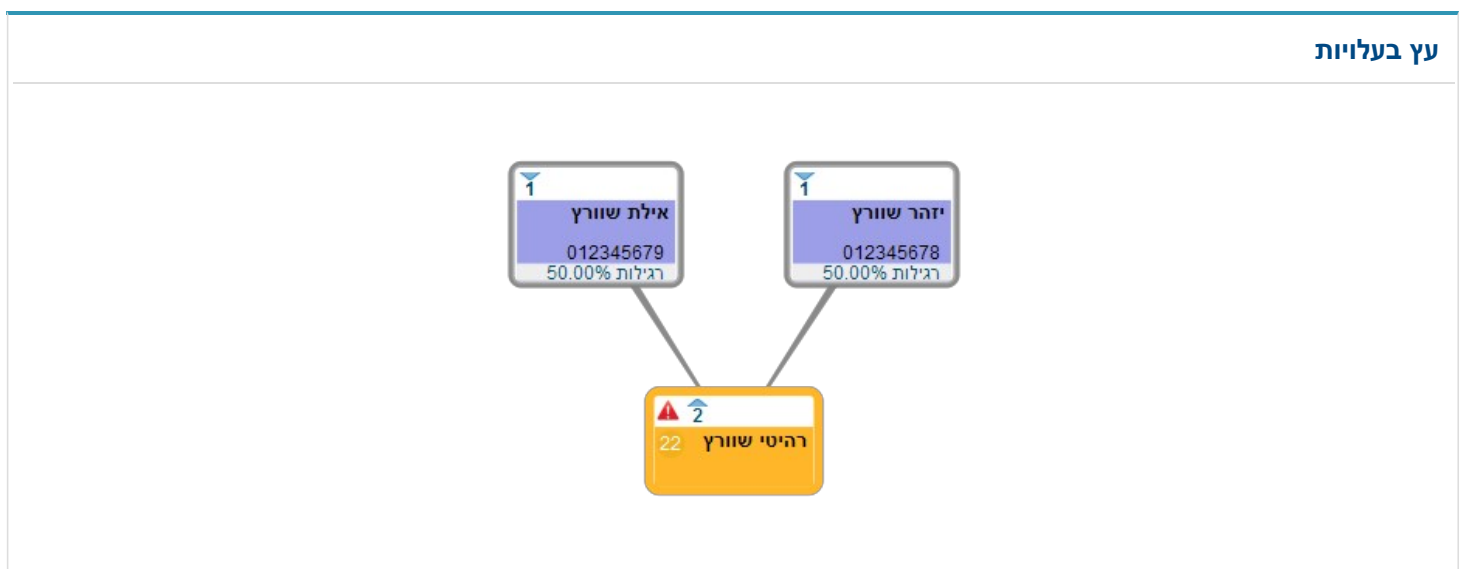 עץ בעלויות
1
יזהר שוורץ
012345678
רגילות 50.00%
1
אילת שוורץ
012345679
רגילות 50.00%
2
רהיטי שוורץ 22